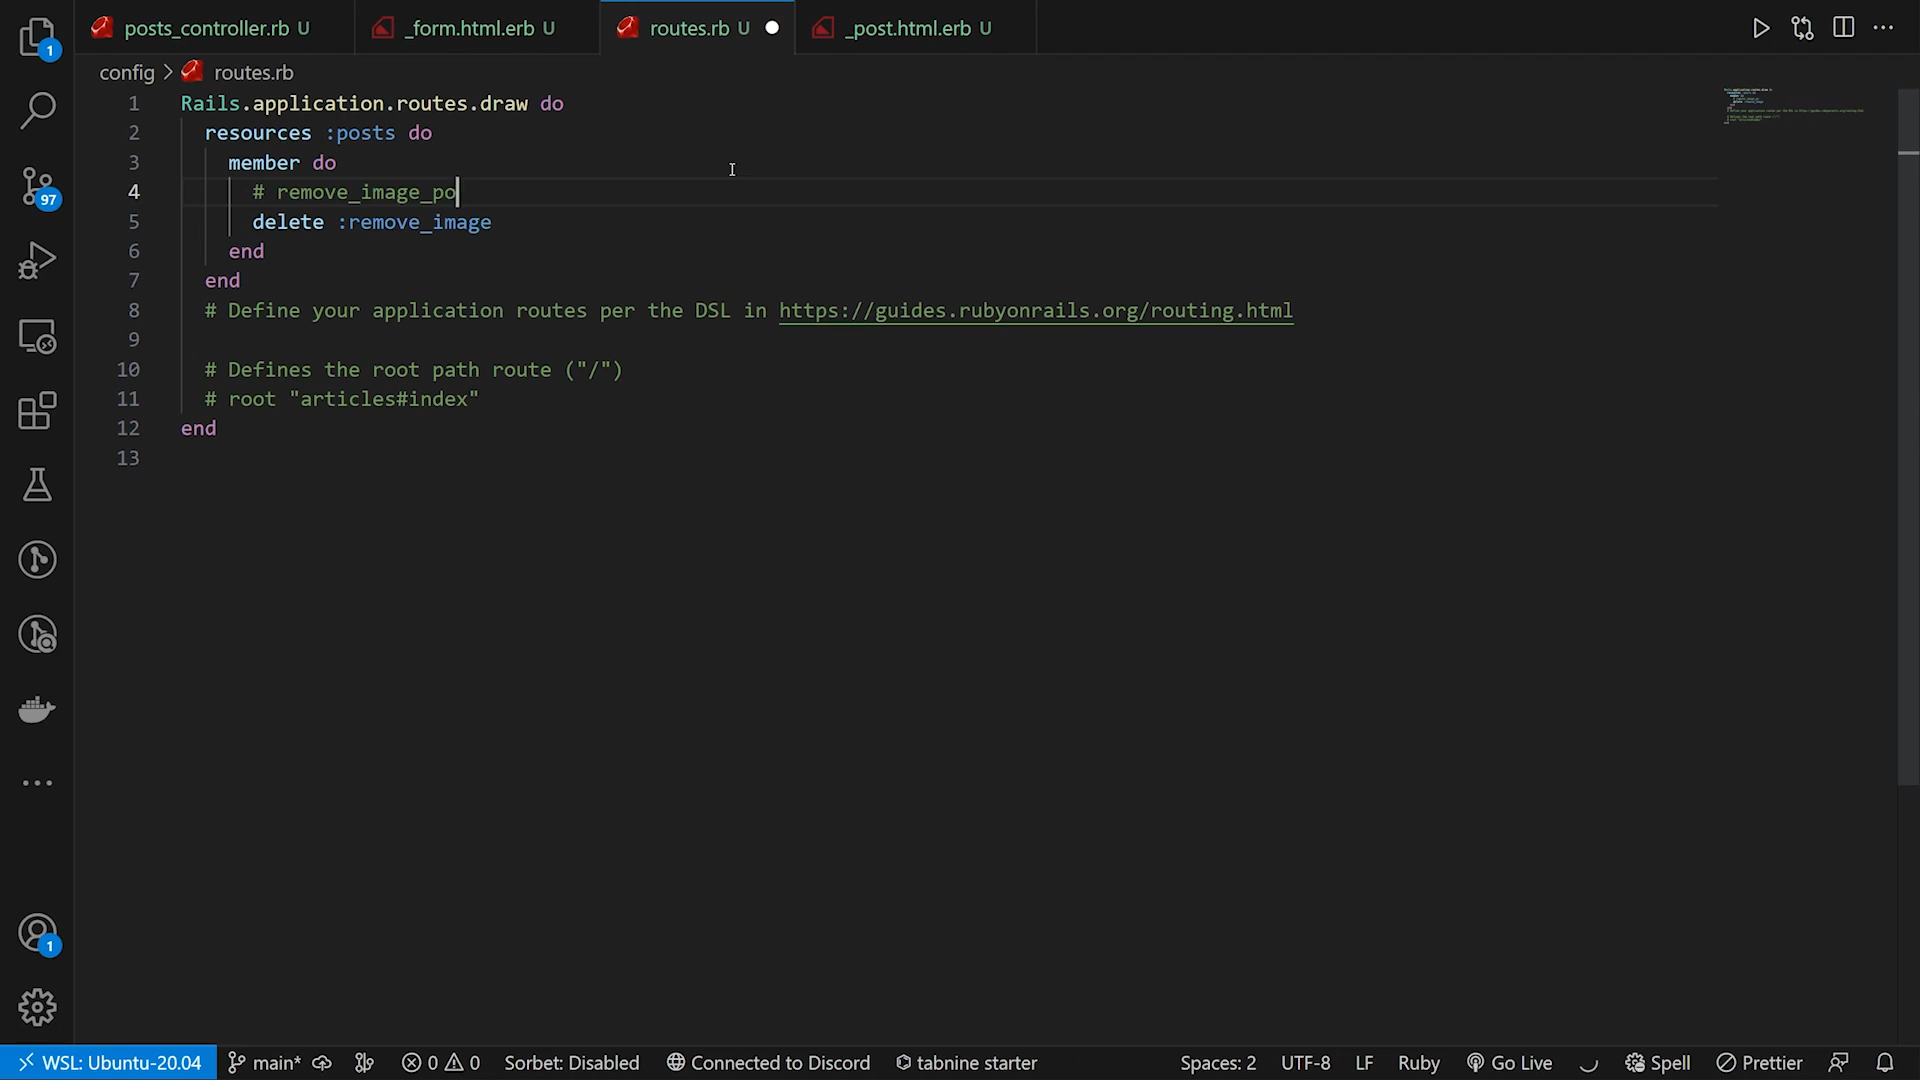 posts_controller.rb U
_form.html.erb U
routes.rb U
_post.html.erb U
config > routes.rb
1 Rails.application.routes.draw do
2 resources :posts do
3 member do
4 # remove_image_po
5 delete :remove_image
6 end
7 end
8 # Define your application routes per the DSL in https://guides.rubyonrails.org/routing.html
9
10 # Defines the root path route ("/")
11 # root "articles#index"
12 end
13
1
97
1
WSL: Ubuntu-20.04 main* 0 0 Sorbet: Disabled Connected to Discord tabnine starter Spaces: 2 UTF-8 LF Ruby Go Live Spell Prettier